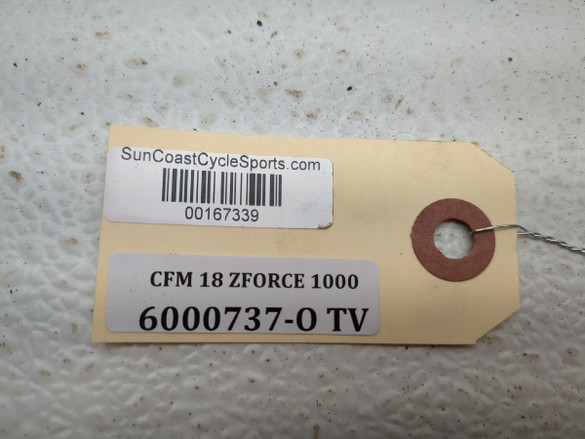 SunCoastCycleSports.com
00167339
CFM 18 ZFORCE 1000
6000737-O TV